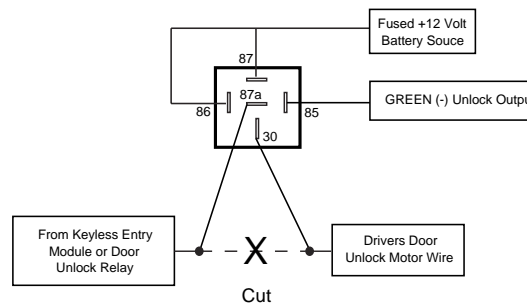 Fused +12 Volt
Battery Souce
87
87a
86
85
30
GREEN (-) Unlock Output
From Keyless Entry
Module or Door
Unlock Relay
X
Drivers Door
Unlock Motor Wire
Cut